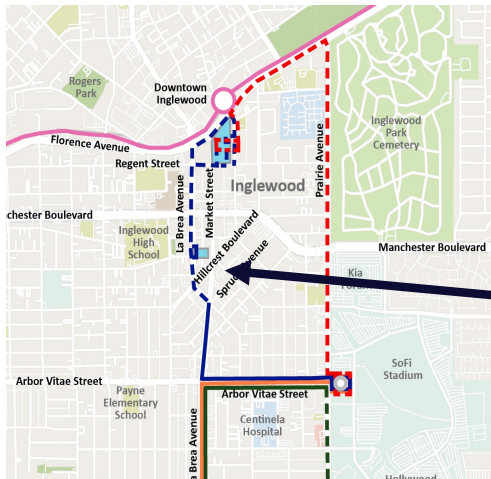 Rogers
Park
Downtown
Inglewood
Florence Avenue
Inglewood
Park
Cemetery
Prairie Avenue
Regent Street
La Brea Avenue
Market Street
Inglewood
chester Boulevard
Hillcrest Boulevard
Spruce Avenue
Inglewood
High
School
Manchester Boulevard
Kia
SoFi
Stadium
Arbor Vitae Street
Arbor Vitae Street
Payne
Elementary
School
a Brea Avenue
Centinela
Hospital
Hollywood